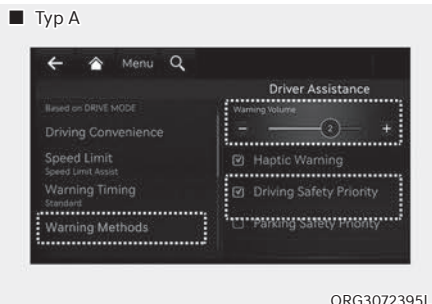 ■ Typ A
Menu
Driver Assistance
Based on DRIVE MODE
Warning Volume
Driving Convenience
- 2 +
Speed Limit
Speed Limit Assist
Haptic Warning
Warning Timing
Standard
Driving Safety Priority
Warning Methods
Parking Safety Priority
ORG3072395L